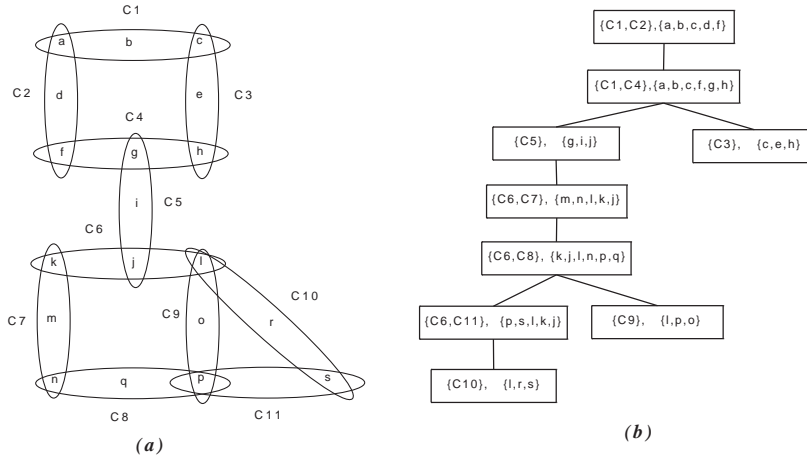 C1
a b c
C2 d e C3
C4
f g h
i C5
C6
k j l
C10
C7 m C9 o r
n q p s
C8 C11
(a)
{C1,C2},{a,b,c,d,f}
{C1,C4},{a,b,c,f,g,h}
{C5}, {g,i,j}
{C3}, {c,e,h}
{C6,C7}, {m,n,l,k,j}
{C6,C8}, {k,j,l,n,p,q}
{C6,C11}, {p,s,l,k,j}
{C9}, {l,p,o}
{C10}, {l,r,s}
(b)